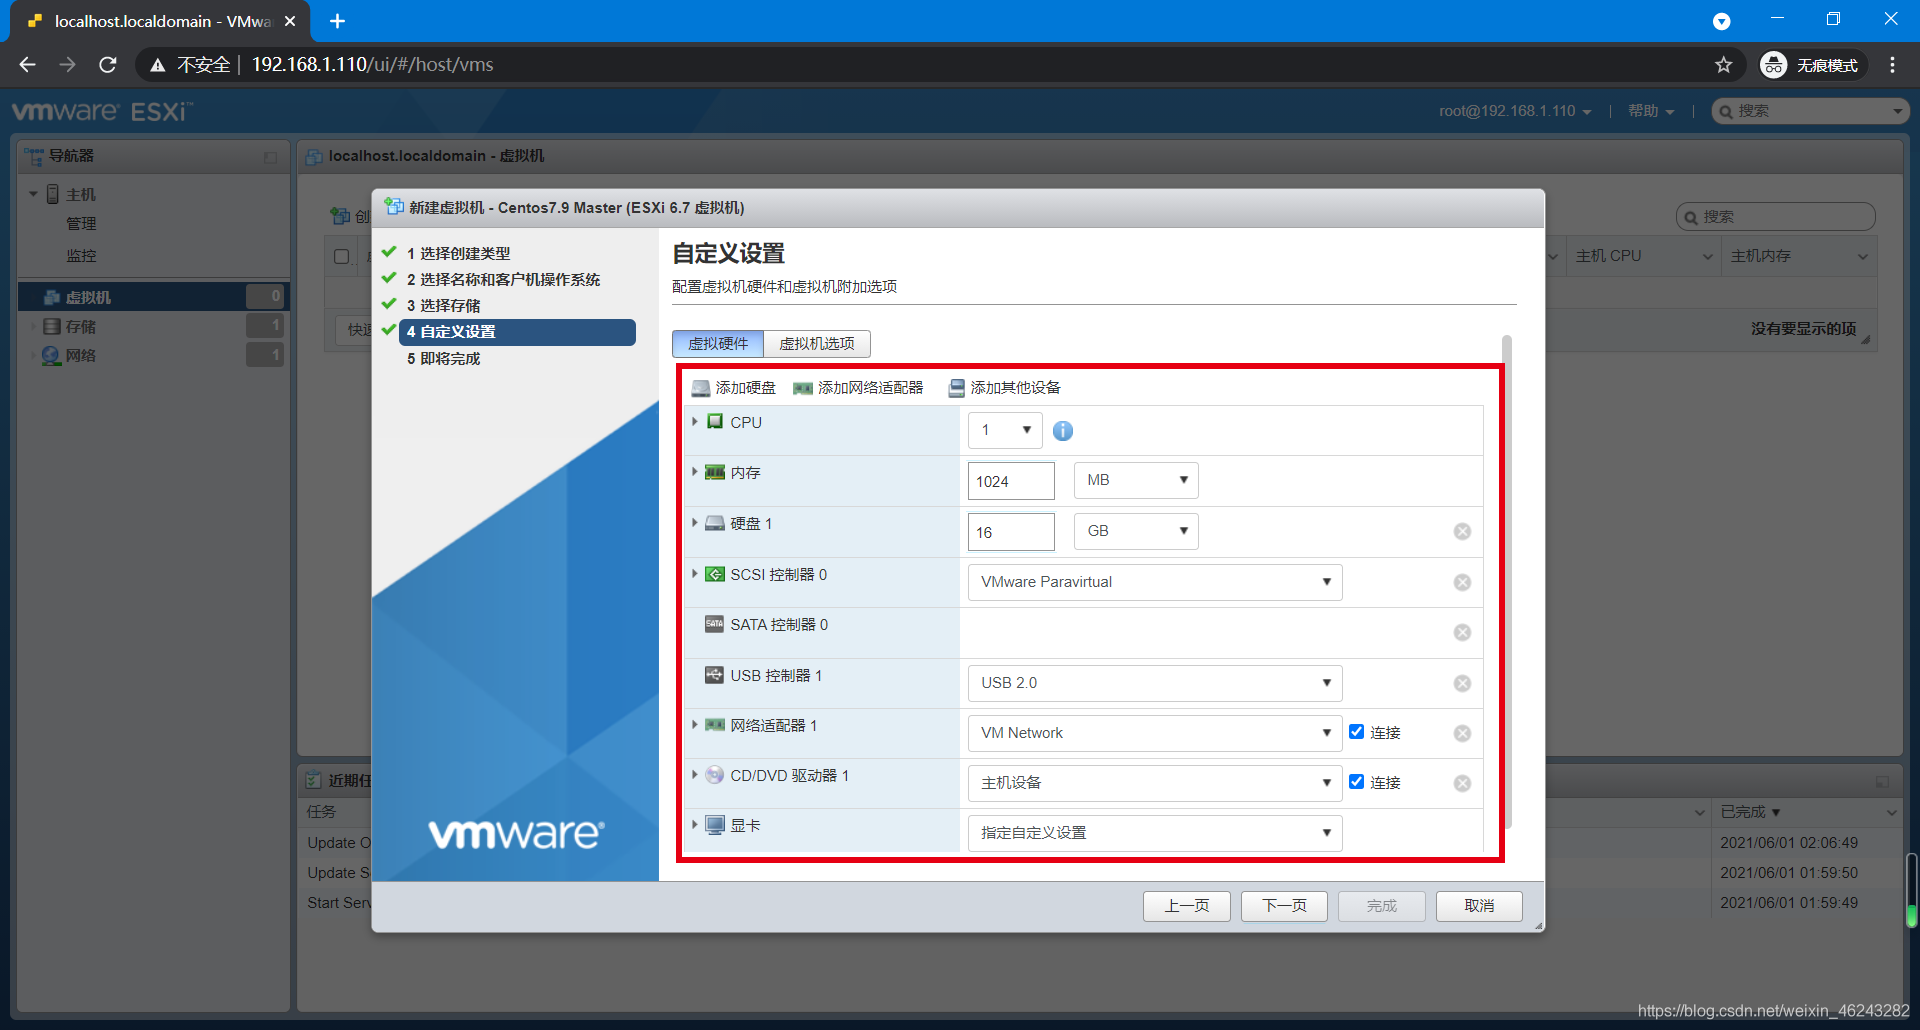 localhost.localdomain - VMwa
不安全 192.168.1.110/ui/#/host/vms
无痕模式
vmware ESXi™
root@192.168.1.110 | 帮助 | 搜索
导航器
主机
管理
监控
虚拟机 0
存储 1
网络 1
localhost.localdomain - 虚拟机
创
搜索
主机 CPU 主机内存
快速
没有要显示的项
新建虚拟机 - Centos7.9 Master (ESXi 6.7 虚拟机)
1 选择创建类型
2 选择名称和客户机操作系统
3 选择存储
4 自定义设置
5 即将完成
vmware®
自定义设置
配置虚拟机硬件和虚拟机附加选项
虚拟硬件 虚拟机选项
添加硬盘 添加网络适配器 添加其他设备
CPU 1
内存 1024 MB
硬盘 1 16 GB
SCSI 控制器 0 VMware Paravirtual
SATA 控制器 0
USB 控制器 1 USB 2.0
网络适配器 1 VM Network 连接
CD/DVD 驱动器 1 主机设备 连接
显卡 指定自定义设置
上一页 下一页 完成 取消
近期任
任务 已完成 ▼
Update O 2021/06/01 02:06:49
Update S 2021/06/01 01:59:50
Start Serv 2021/06/01 01:59:49
https://blog.csdn.net/weixin_46243282